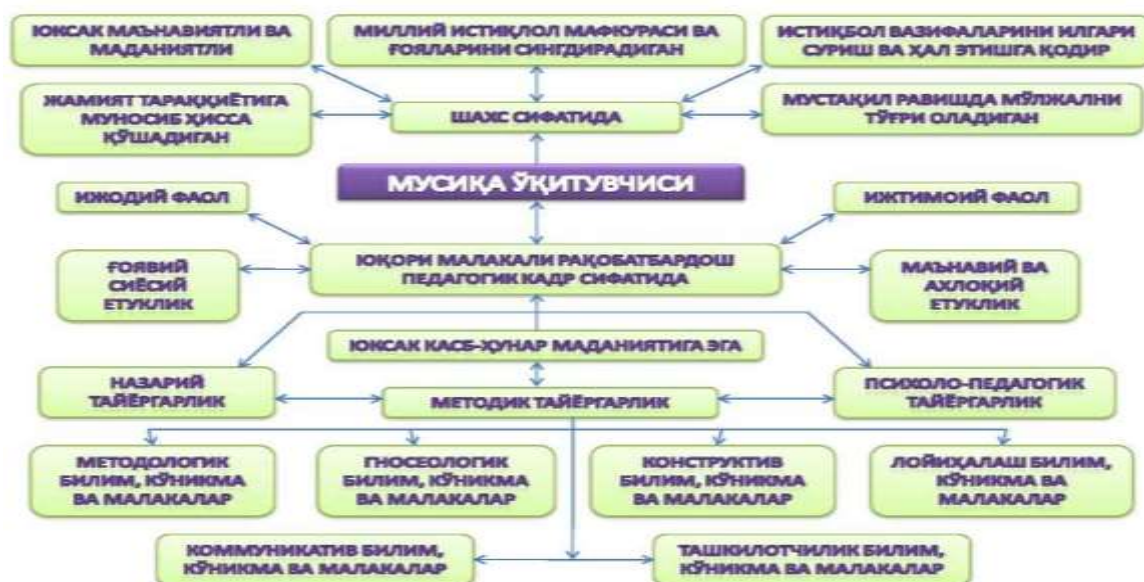 ЮКСАК МАЪНАВИЯТЛИ ВА
МАДАНИЯТЛИ
МИЛЛИЙ ИСТИҚЛОЛ МАФКУРАСИ ВА
ҒОЯЛАРИНИ СИНГДИРАДИГАН
ИСТИҚБОЛ ВАЗИФАЛАРИНИ ИЛГАРИ
СУРИШ ВА ҲАЛ ЭТИШГА ҚОДИР
ЖАМИЯТ ТАРАҚҚИЁТИГА
МУНОСИБ ҲИССА
ҚЎШАДИГАН
ШАХС СИФАТИДА
МУСТАҚИЛ РАВИШДА МЎЛЖАЛНИ
ТЎҒРИ ОЛАДИГАН
МУСИҚА ЎҚИТУВЧИСИ
ИЖОДИЙ ФАОЛ
ИЖТИМОИЙ ФАОЛ
ҒОЯВИЙ
СИЁСИЙ
ЕТУКЛИК
ЮҚОРИ МАЛАКАЛИ РАҚОБАТБАРДОШ
ПЕДАГОГИК КАДР СИФАТИДА
МАЪНАВИЙ ВА
АХЛОҚИЙ
ЕТУКЛИК
ЮКСАК КАСБ-ҲУНАР МАДАНИЯТИГА ЭГА
НАЗАРИЙ
ТАЙЁРГАРЛИК
МЕТОДИК ТАЙЁРГАРЛИК
ПСИХОЛО-ПЕДАГОГИК
ТАЙЁРГАРЛИК
МЕТОДОЛОГИК
БИЛИМ, КЎНИКМА
ВА МАЛАКАЛАР
ГНОСЕОЛОГИК
БИЛИМ, КЎНИКМА
ВА МАЛАКАЛАР
КОНСТРУКТИВ
БИЛИМ, КЎНИКМА
ВА МАЛАКАЛАР
ЛОЙИҲАЛАШ БИЛИМ,
КЎНИКМА ВА
МАЛАКАЛАР
КОММУНИКАТИВ БИЛИМ,
КЎНИКМА ВА МАЛАКАЛАР
ТАШКИЛОТЧИЛИК БИЛИМ,
КЎНИКМА ВА МАЛАКАЛАР